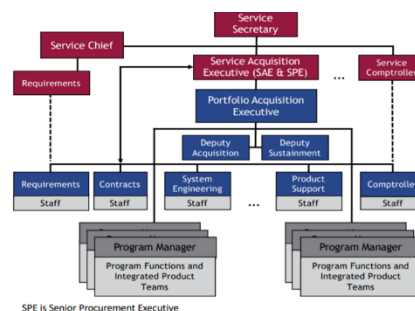 Service
Secretary
Service Chief
Service Acquisition
Executive (SAE & SPE)
...
Service
Comptroller
Requirements
Portfolio Acquisition
Executive
Deputy
Acquisition
Deputy
Sustainment
Requirements
Staff
Contracts
Staff
System
Engineering
Staff
...
Product
Support
Staff
Comptroller
Staff
Program Manager
Program Functions and
Integrated Product
Teams
Program Manager
Program Functions and
Integrated Product
Teams
SPE is Senior Procurement Executive